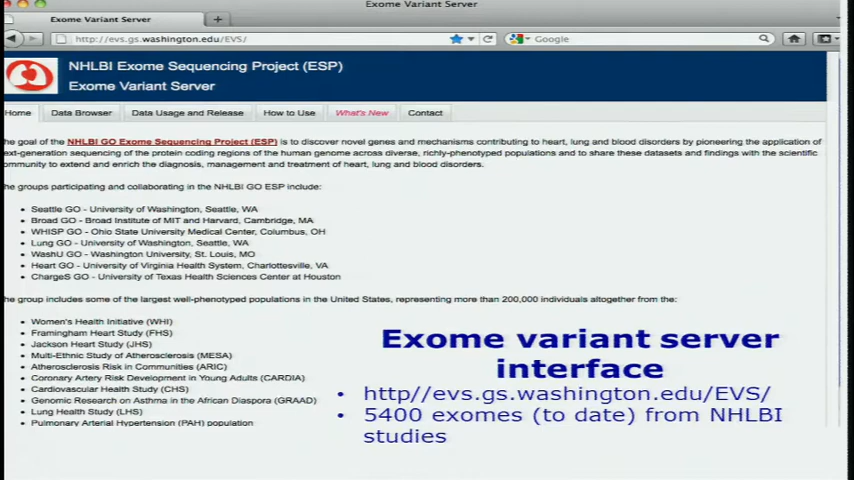 Exome Variant Server
Exome Variant Server
http://evs.gs.washington.edu/EVS/
Google
NHLBI Exome Sequencing Project (ESP)
Exome Variant Server
Home
Data Browser
Data Usage and Release
How to Use
What's New
Contact
he goal of the NHLBI GO Exome Sequencing Project (ESP) is to discover novel genes and mechanisms contributing to heart, lung and blood disorders by pioneering the application of
ext-generation sequencing of the protein coding regions of the human genome across diverse, richly-phenotyped populations and to share these datasets and findings with the scientific
ommunity to extend and enrich the diagnosis, management and treatment of heart, lung and blood disorders.
he groups participating and collaborating in the NHLBI GO ESP include:
• Seattle GO - University of Washington, Seattle, WA
• Broad GO - Broad Institute of MIT and Harvard, Cambridge, MA
• WHISP GO - Ohio State University Medical Center, Columbus, OH
• Lung GO - University of Washington, Seattle, WA
• WashU GO - Washington University, St. Louis, MO
• Heart GO - University of Virginia Health System, Charlottesville, VA
• ChargeS GO - University of Texas Health Sciences Center at Houston
he group includes some of the largest well-phenotyped populations in the United States, representing more than 200,000 individuals altogether from the:
• Women's Health Initiative (WHI)
• Framingham Heart Study (FHS)
• Jackson Heart Study (JHS)
• Multi-Ethnic Study of Atherosclerosis (MESA)
• Atherosclerosis Risk in Communities (ARIC)
• Coronary Artery Risk Development in Young Adults (CARDIA)
• Cardiovascular Health Study (CHS)
• Genomic Research on Asthma in the African Diaspora (GRAAD)
• Lung Health Study (LHS)
• Pulmonary Arterial Hypertension (PAH) population
Exome variant server
interface
• http//evs.gs.washington.edu/EVS/
• 5400 exomes (to date) from NHLBI
studies